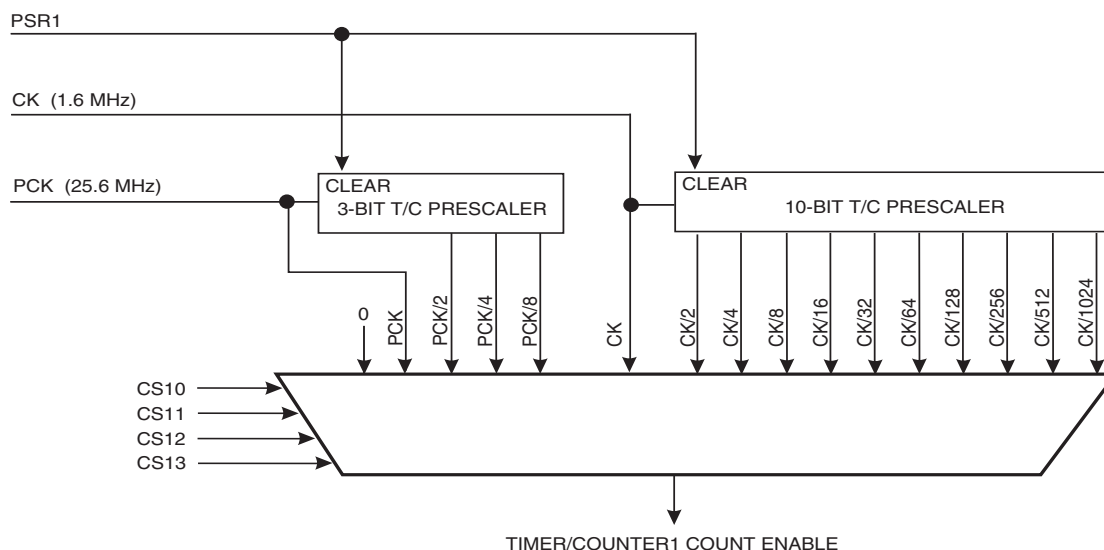 PSR1
CK (1.6 MHz)
PCK (25.6 MHz)
CLEAR
3-BIT T/C PRESCALER
CLEAR
10-BIT T/C PRESCALER
0
PCK
PCK/2
PCK/4
PCK/8
CK
CK/2
CK/4
CK/8
CK/16
CK/32
CK/64
CK/128
CK/256
CK/512
CK/1024
CS10
CS11
CS12
CS13
TIMER/COUNTER1 COUNT ENABLE